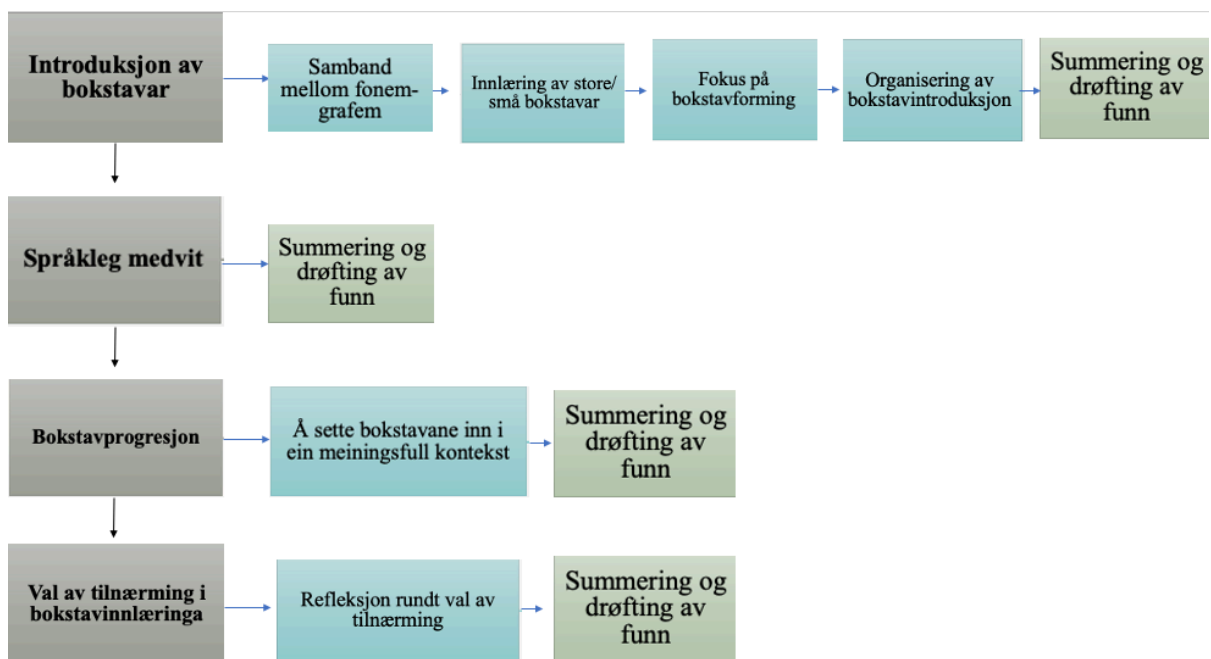 Introduksjon av
bokstavar
Samband
mellom fonem-
grafem
Innlæring av store/
små bokstavar
Fokus på
bokstavforming
Organisering av
bokstavintroduksjon
Summering og
drøfting av
funn
Språkleg medvit
Summering og
drøfting av
funn
Bokstavprogresjon
Å sette bokstavane inn i
ein meiningsfull kontekst
Summering og
drøfting av
funn
Val av tilnærming i
bokstavinnlæringa
Refleksjon rundt val av
tilnærming
Summering og
drøfting av
funn